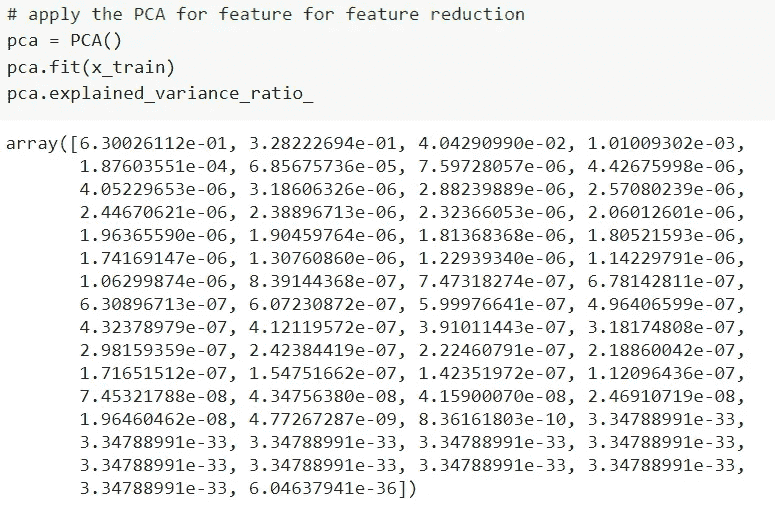 # apply the PCA for feature for feature reduction
pca = PCA()
pca.fit(x_train)
pca.explained_variance_ratio_
array([6.30026112e-01, 3.28222694e-01, 4.04290990e-02, 1.01009302e-03,
1.87603551e-04, 6.85675736e-05, 7.59728057e-06, 4.42675998e-06,
4.05229653e-06, 3.18606326e-06, 2.88239889e-06, 2.57080239e-06,
2.44670621e-06, 2.38896713e-06, 2.32366053e-06, 2.06012601e-06,
1.96365590e-06, 1.90459764e-06, 1.81368368e-06, 1.80521593e-06,
1.74169147e-06, 1.30760860e-06, 1.22939340e-06, 1.14229791e-06,
1.06299874e-06, 8.39144368e-07, 7.47318274e-07, 6.78142811e-07,
6.30896713e-07, 6.07230872e-07, 5.99976641e-07, 4.96406599e-07,
4.32378979e-07, 4.12119572e-07, 3.91011443e-07, 3.18174808e-07,
2.98159359e-07, 2.42384419e-07, 2.22460791e-07, 2.18860042e-07,
1.71651512e-07, 1.54751662e-07, 1.42351972e-07, 1.12096436e-07,
7.45321788e-08, 4.34756380e-08, 4.15900070e-08, 2.46910719e-08,
1.96460462e-08, 4.77267287e-09, 8.36161803e-10, 3.34788991e-33,
3.34788991e-33, 3.34788991e-33, 3.34788991e-33, 3.34788991e-33,
3.34788991e-33, 3.34788991e-33, 3.34788991e-33, 3.34788991e-33,
3.34788991e-33, 6.04637941e-36])